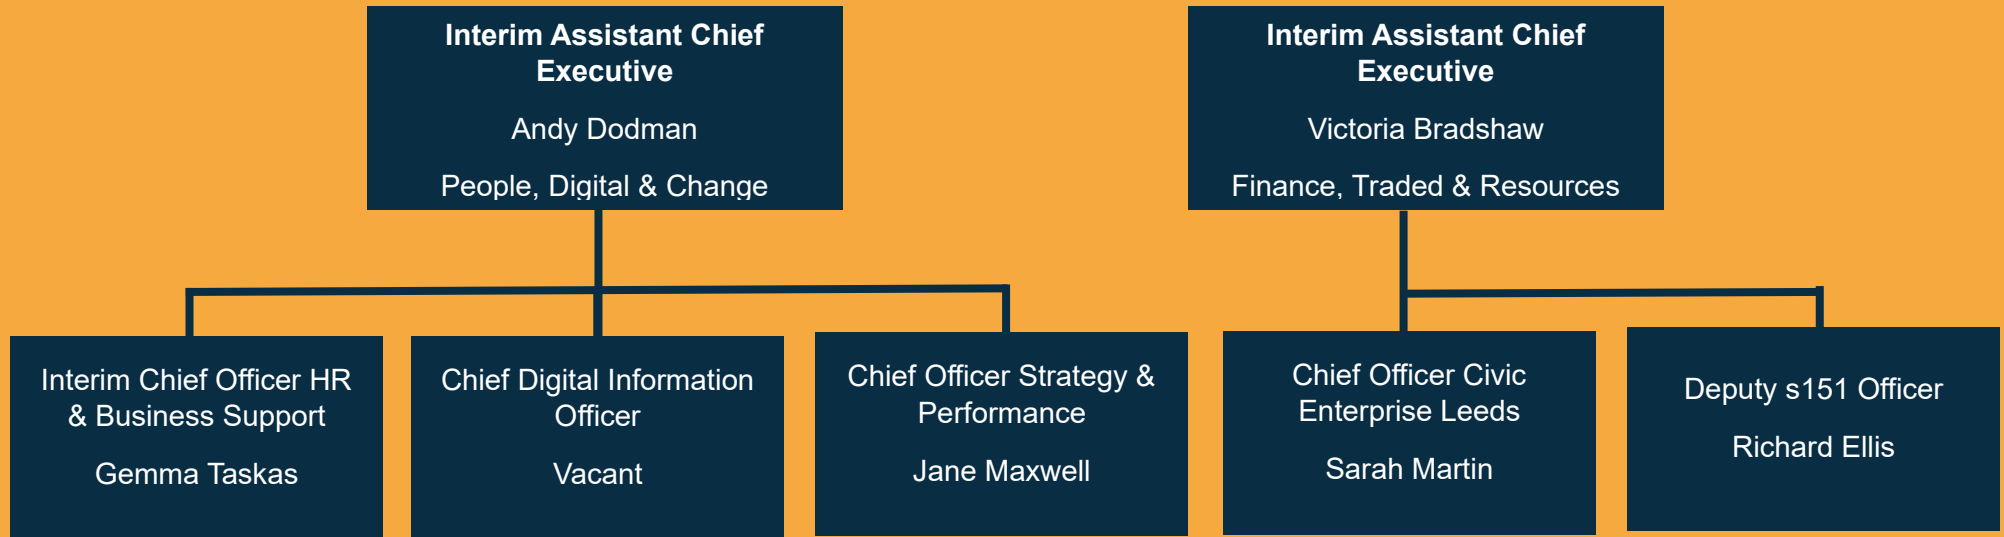 Interim Assistant Chief
Executive
Andy Dodman
People, Digital & Change
Interim Assistant Chief
Executive
Victoria Bradshaw
Finance, Traded & Resources
Interim Chief Officer HR
& Business Support
Gemma Taskas
Chief Digital Information
Officer
Vacant
Chief Officer Strategy &
Performance
Jane Maxwell
Chief Officer Civic
Enterprise Leeds
Sarah Martin
Deputy s151 Officer
Richard Ellis